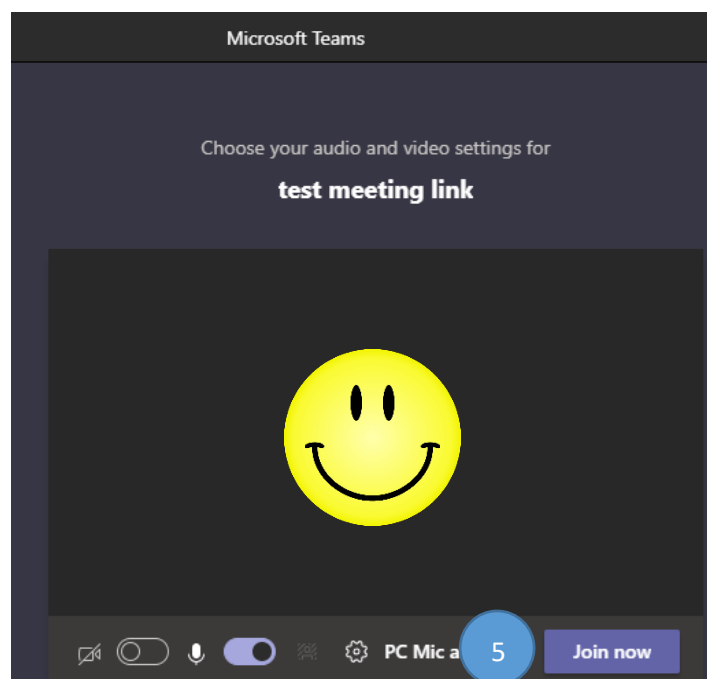 Microsoft Teams
Choose your audio and video settings for
test meeting link
PC Mic a 5 Join now